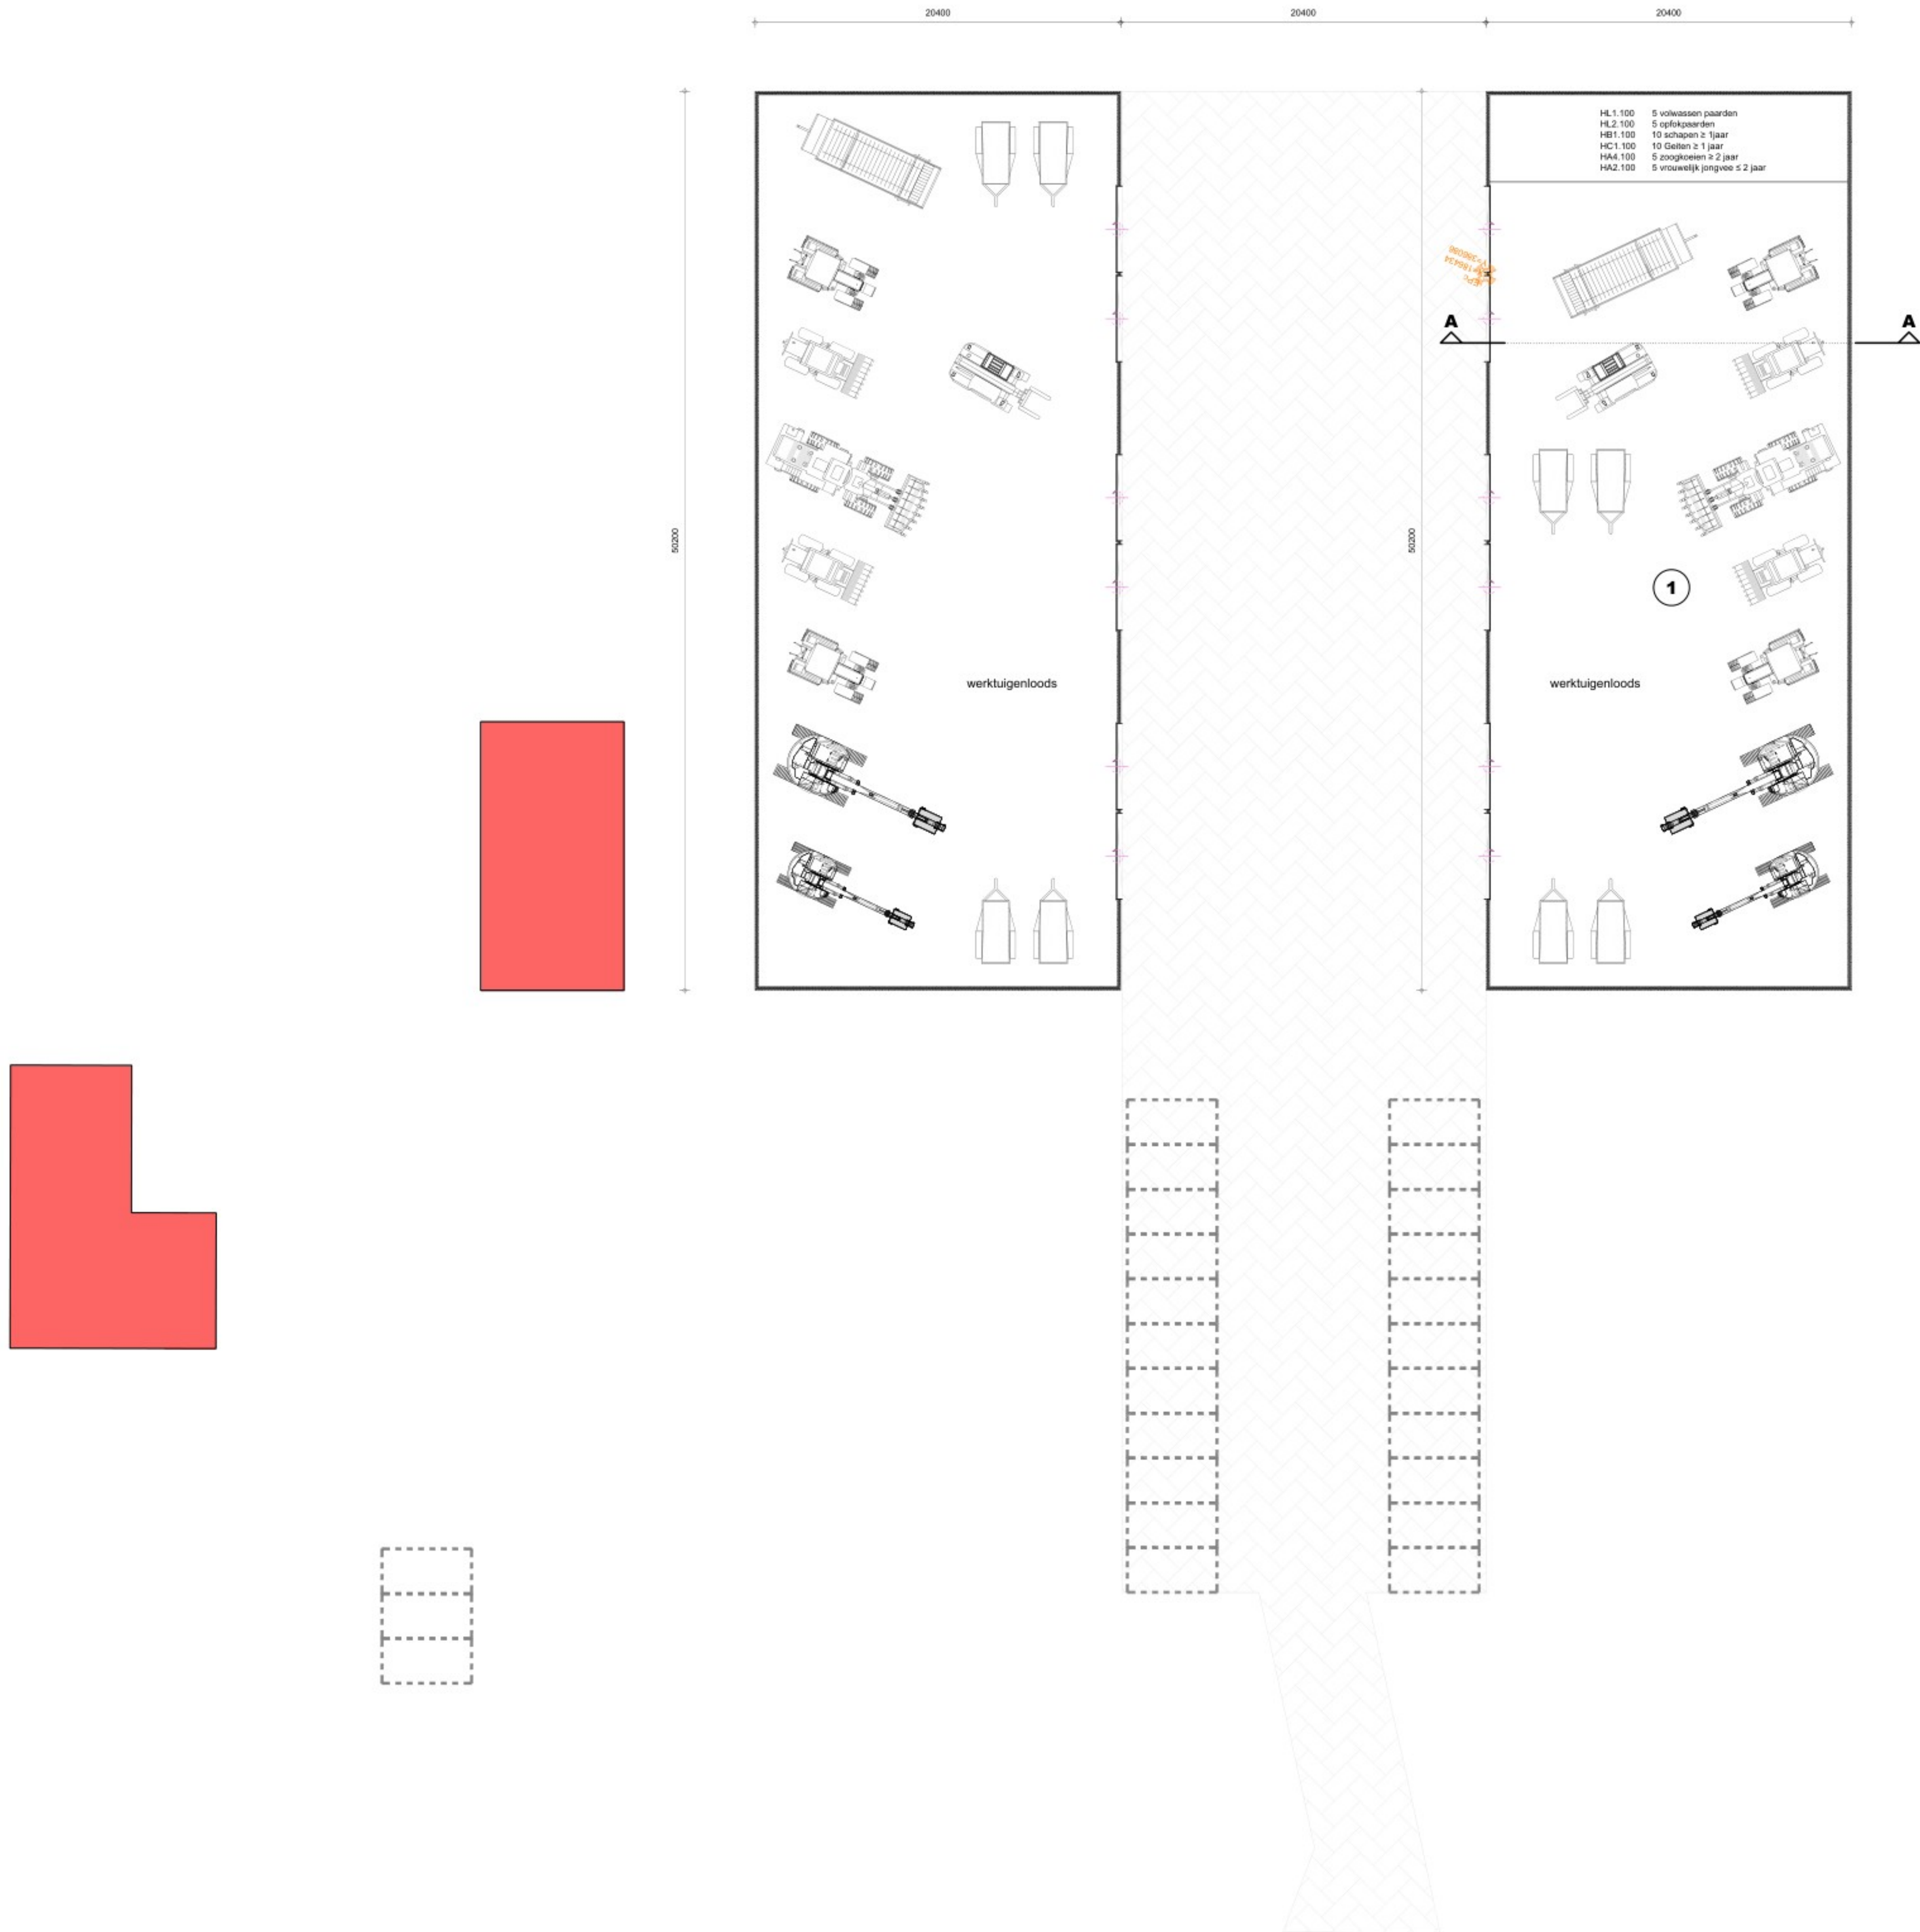 20400
20400
20400
HL1.100 5 volwassen paarden
HL2.100 5 opfokpaarden
HB1.100 10 schapen ≥ 1jaar
HC1.100 10 Geiten ≥ 1 jaar
HA4.100 5 zoogkoeien ≥ 2 jaar
HA2.100 5 vrouwelijk jongvee ≤ 2 jaar
A
A
50200
50200
1
werktuigenloods
werktuigenloods